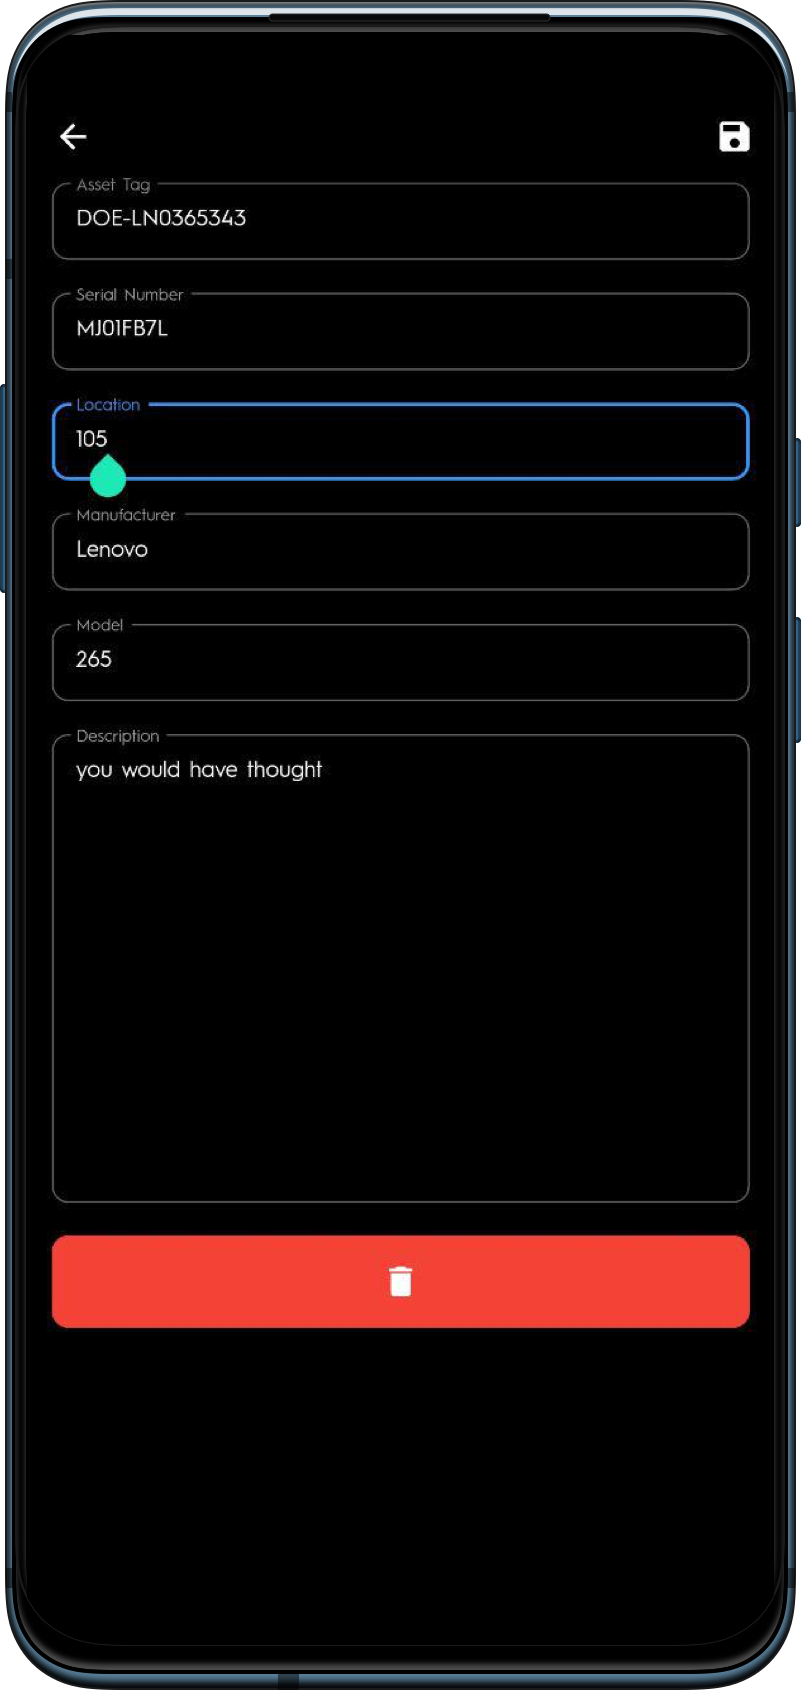 Asset Tag
DOE-LN0365343
Serial Number
MJ01FB7L
Location
105
Manufacturer
Lenovo
Model
265
Description
you would have thought